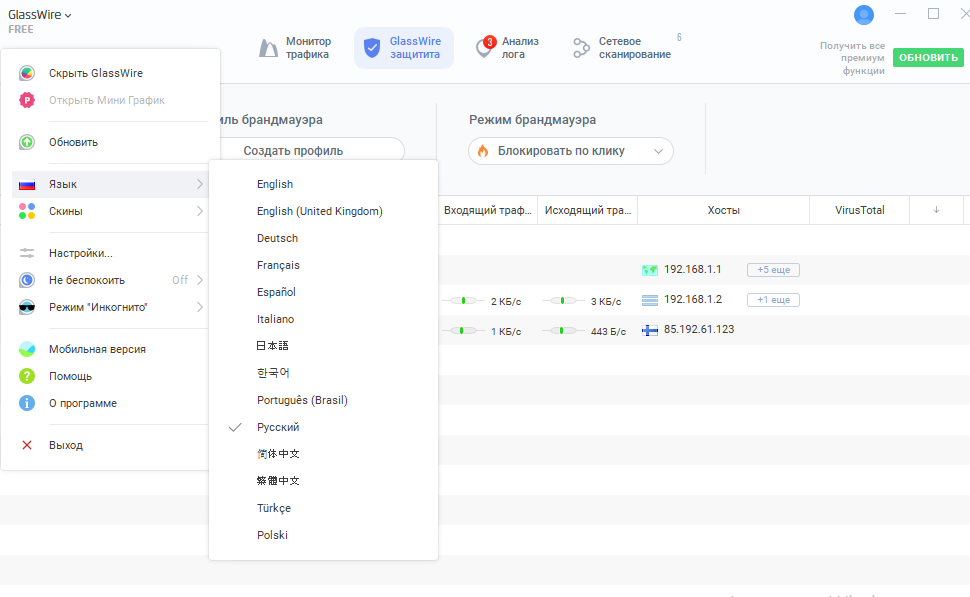 GlassWire
FREE
Монитор
трафика
GlassWire
защитита
3
Анализ
лога
Сетевое
сканирование
6
Получить все
премиум
функции
ОБНОВИТЬ
Скрыть GlassWire
Открыть Мини График
Обновить
Язык
Скины
Настройки...
Не беспокоить
Off
Режим "Инкогнито"
Мобильная версия
Помощь
О программе
Выход
иль брандмауэра
Создать профиль
Режим брандмауэра
Блокировать по клику
English
English (United Kingdom)
Deutsch
Français
Español
Italiano
日本語
한국어
Português (Brasil)
Русский
简体中文
繁體中文
Türkçe
Polski
Входящий траф...
Исходящий тра...
Хосты
VirusTotal
↓
192.168.1.1
+5 еще
2 КБ/с
3 КБ/с
192.168.1.2
+1 еще
1 КБ/с
443 Б/с
85.192.61.123